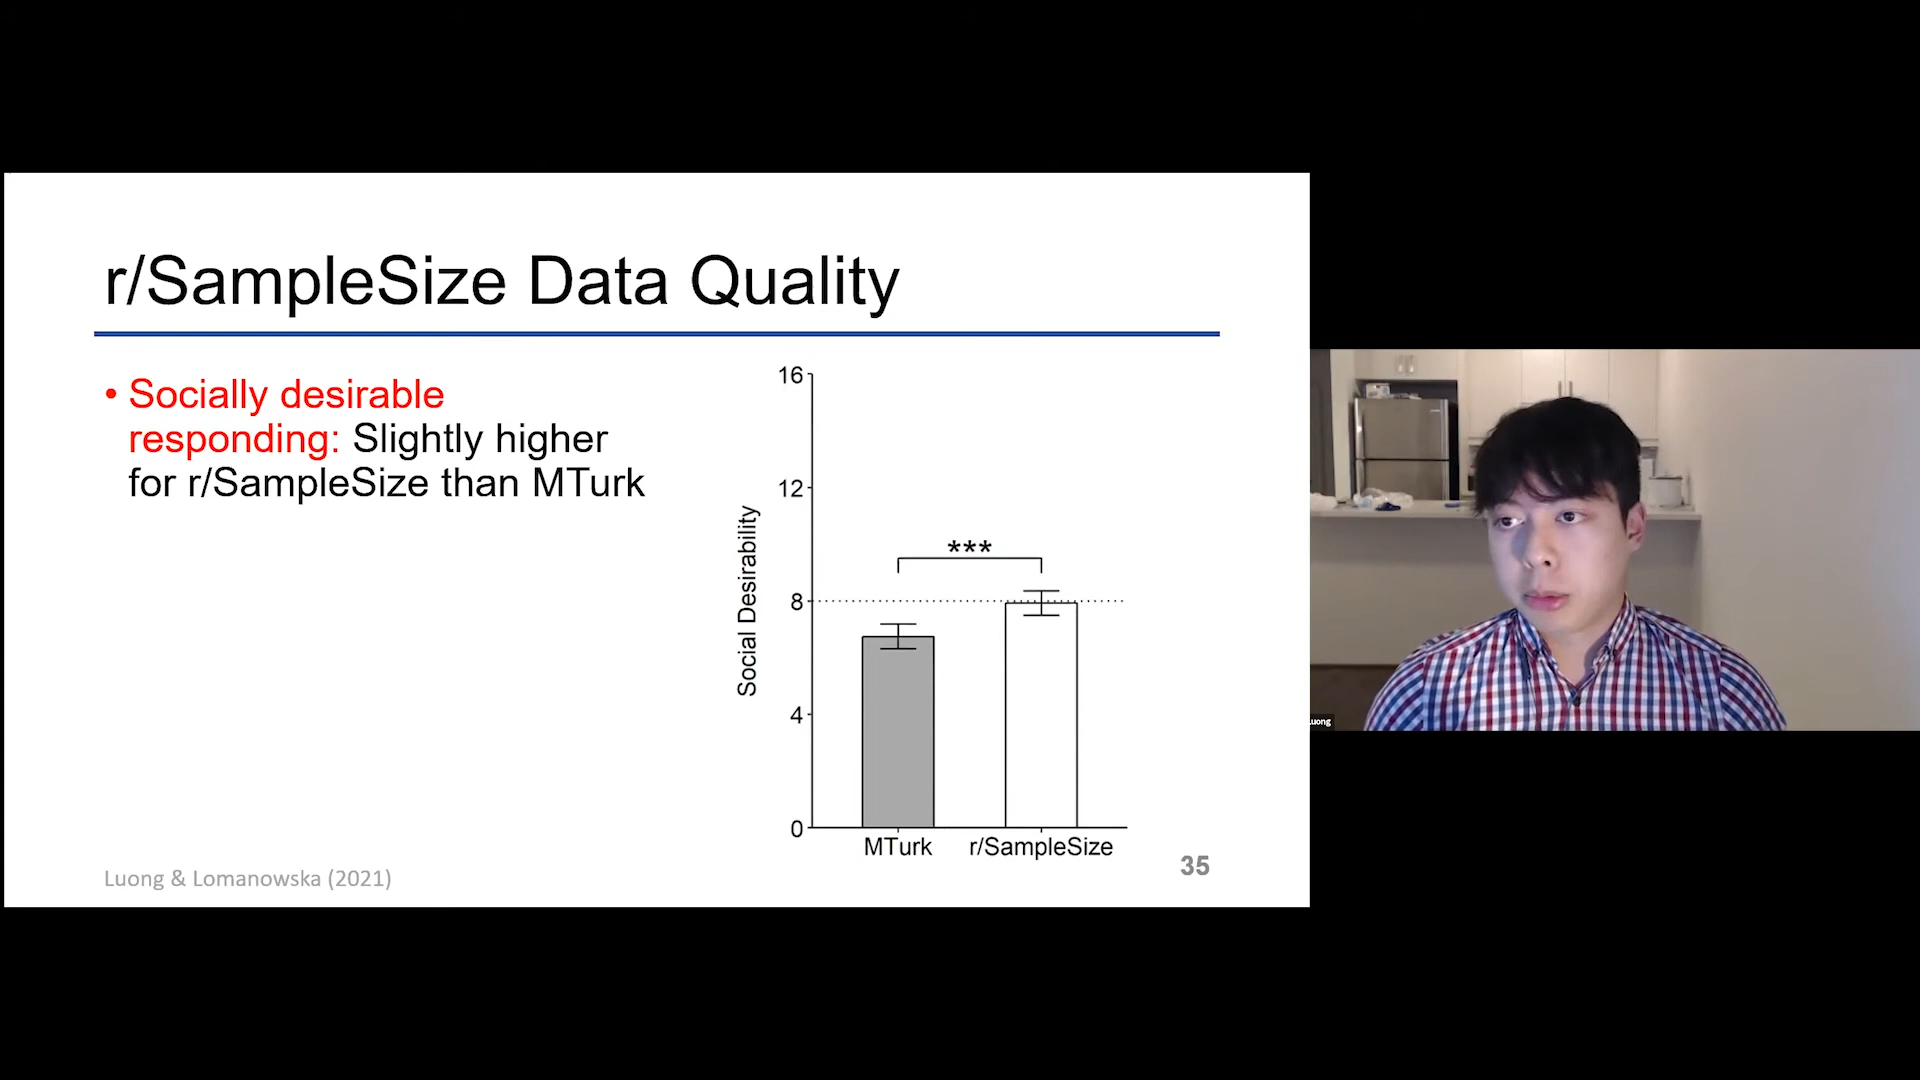 r/SampleSize Data Quality
• Socially desirable
responding: Slightly higher
for r/SampleSize than MTurk
16
12
8
4
0
Social Desirability
***
MTurk
r/SampleSize
Luong & Lomanowska (2021)
35
Luong